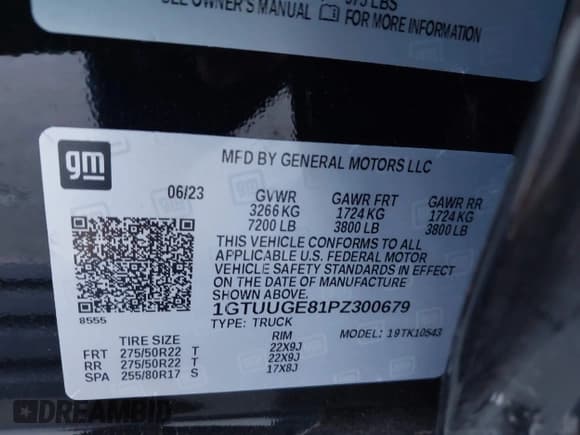 375 LBS
SEE OWNER'S MANUAL FOR MORE INFORMATION
gm
MFD BY GENERAL MOTORS LLC
06/23 GVWR GAWR FRT GAWR RR
3266 KG 1724 KG 1724 KG
7200 LB 3800 LB 3800 LB
THIS VEHICLE CONFORMS TO ALL
APPLICABLE U.S. FEDERAL MOTOR
VEHICLE SAFETY STANDARDS IN EFFECT
ON THE DATE OF MANUFACTURE
SHOWN ABOVE.
8555
1GTUUGE81PZ300679
TYPE: TRUCK MODEL: 19TK10543
TIRE SIZE RIM
FRT 275/50R22 T 22X9J
RR 275/50R22 T 22X9J
SPA 255/80R17 S 17X8J
DREAMBID